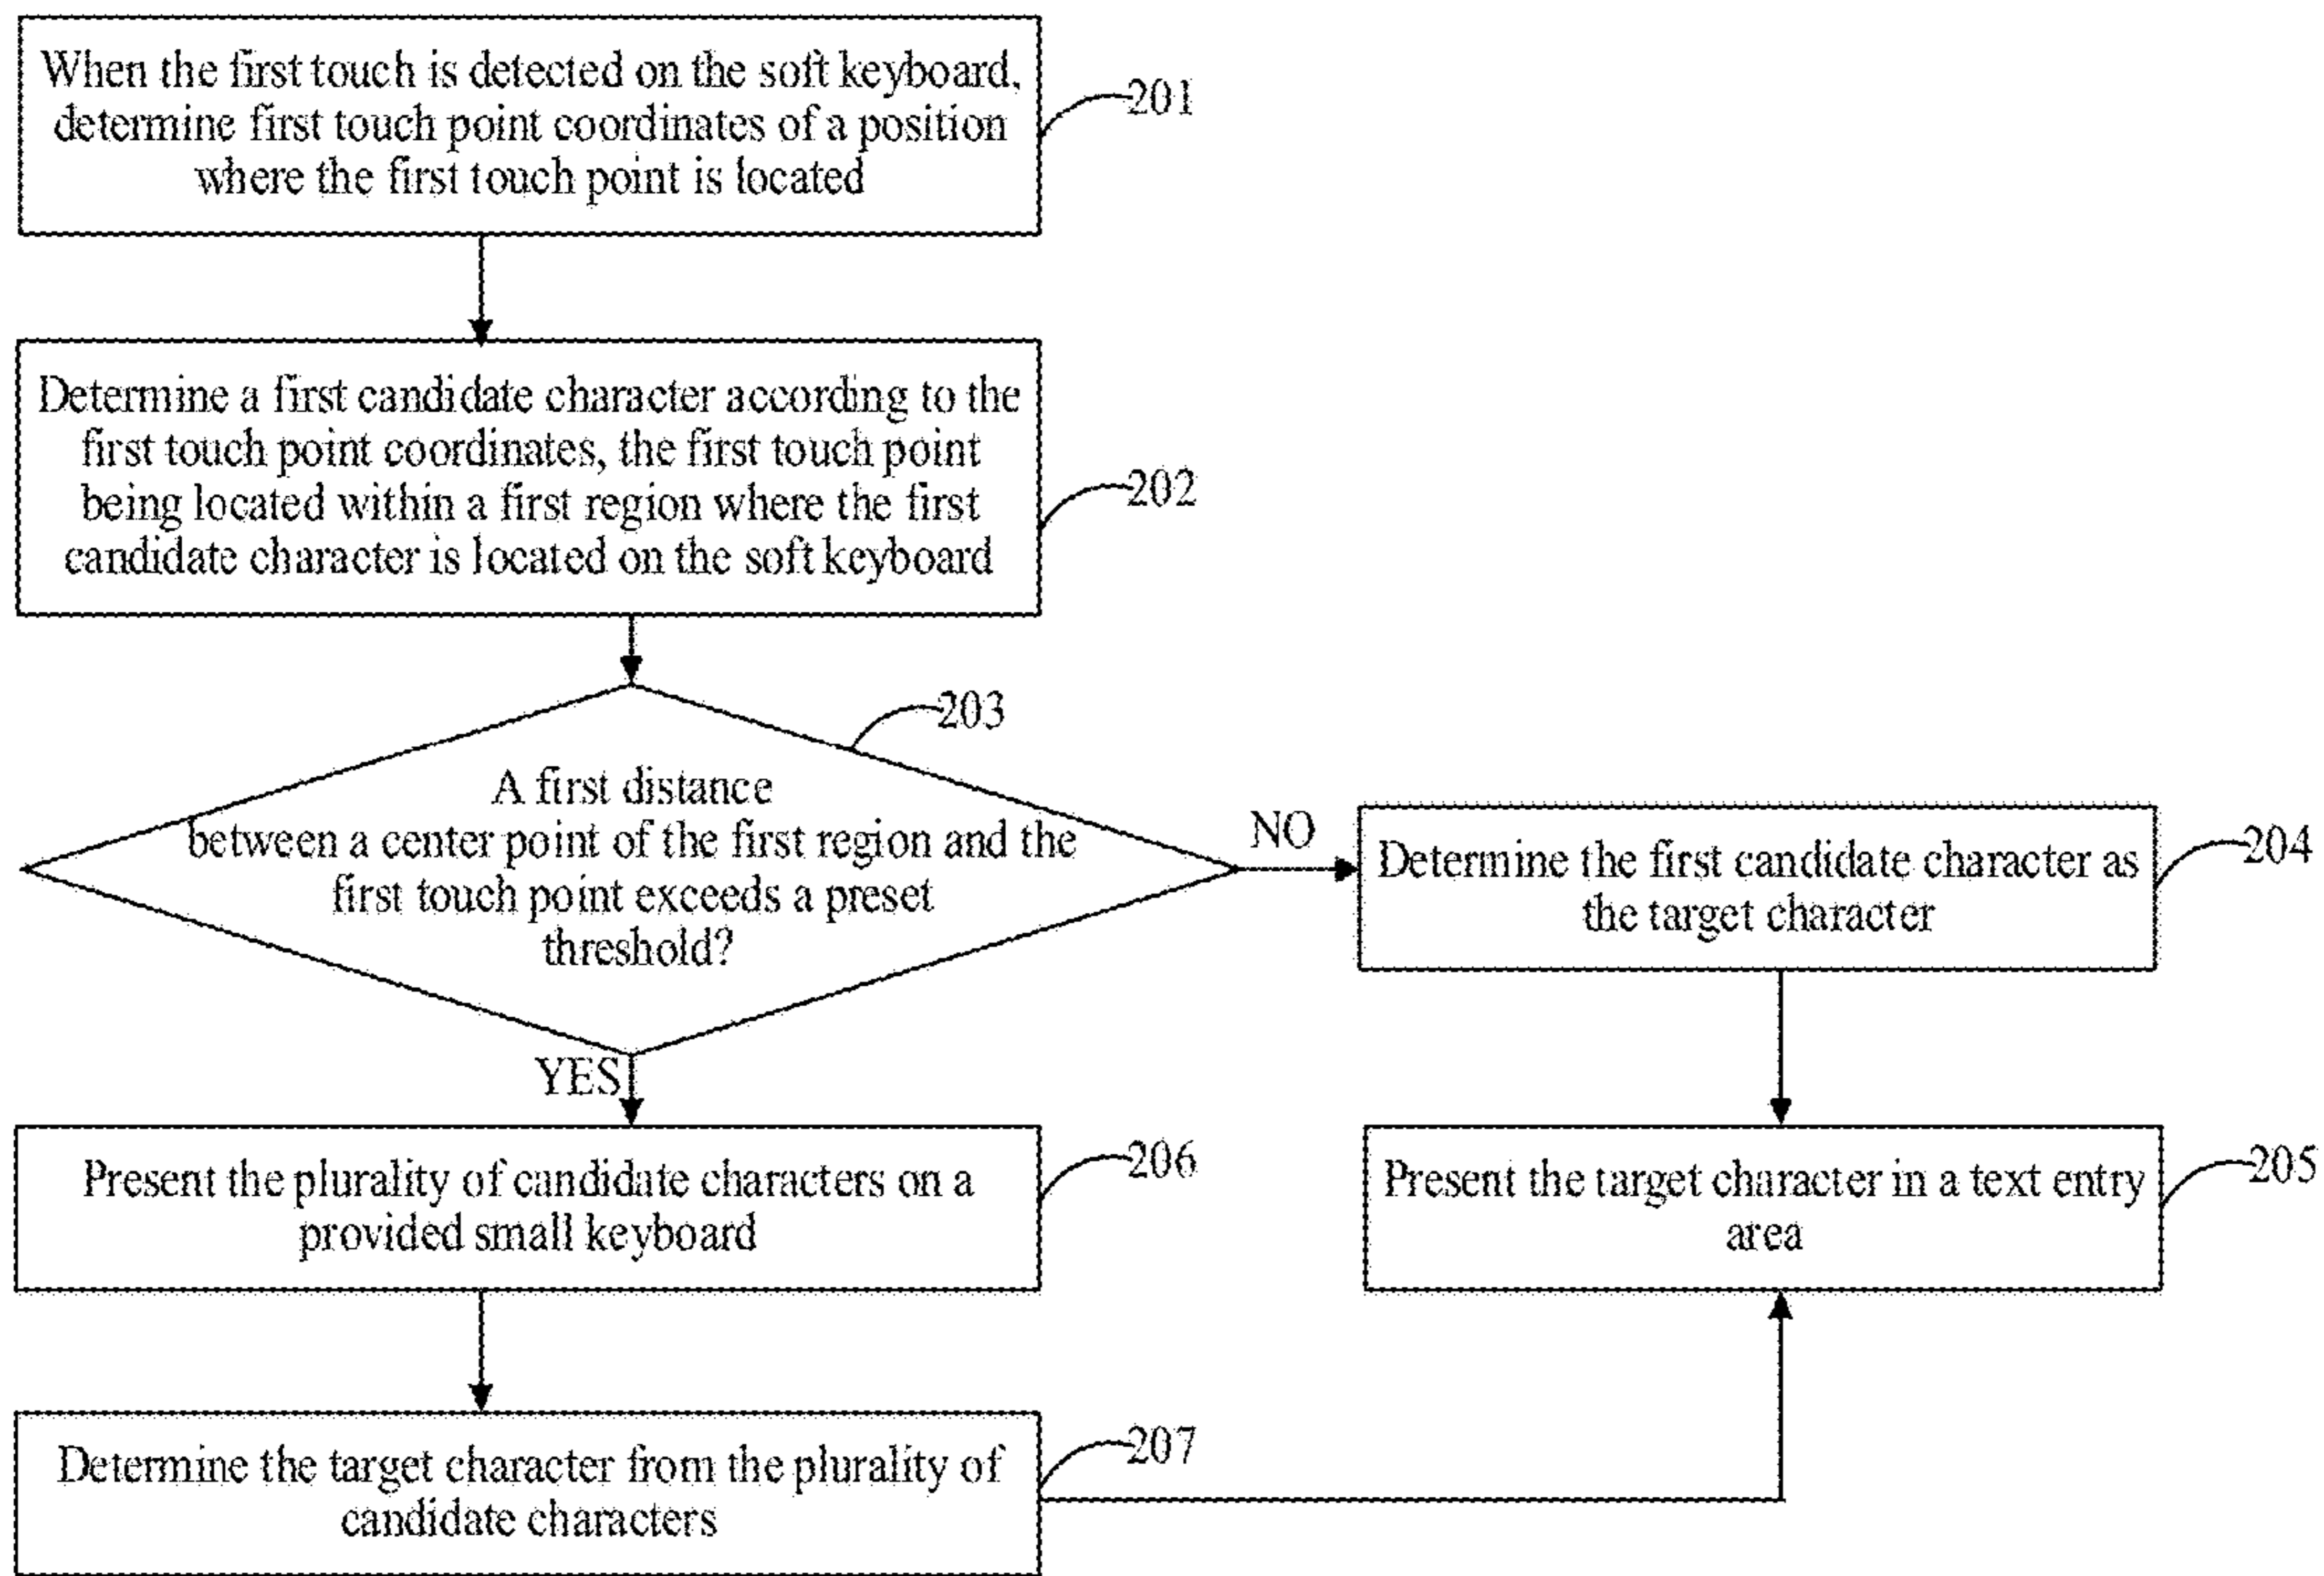 When the first touch is detected on the soft keyboard,
determine first touch point coordinates of a position
where the first touch point is located
201
Determine a first candidate character according to the
first touch point coordinates, the first touch point
being located within a first region where the first
candidate character is located on the soft keyboard
202
203
A first distance
between a center point of the first region and the
first touch point exceeds a preset
threshold?
NO
Determine the first candidate character as
the target character
204
YES
Present the plurality of candidate characters on a
provided small keyboard
206
Present the target character in a text entry
area
205
Determine the target character from the plurality of
candidate characters
207